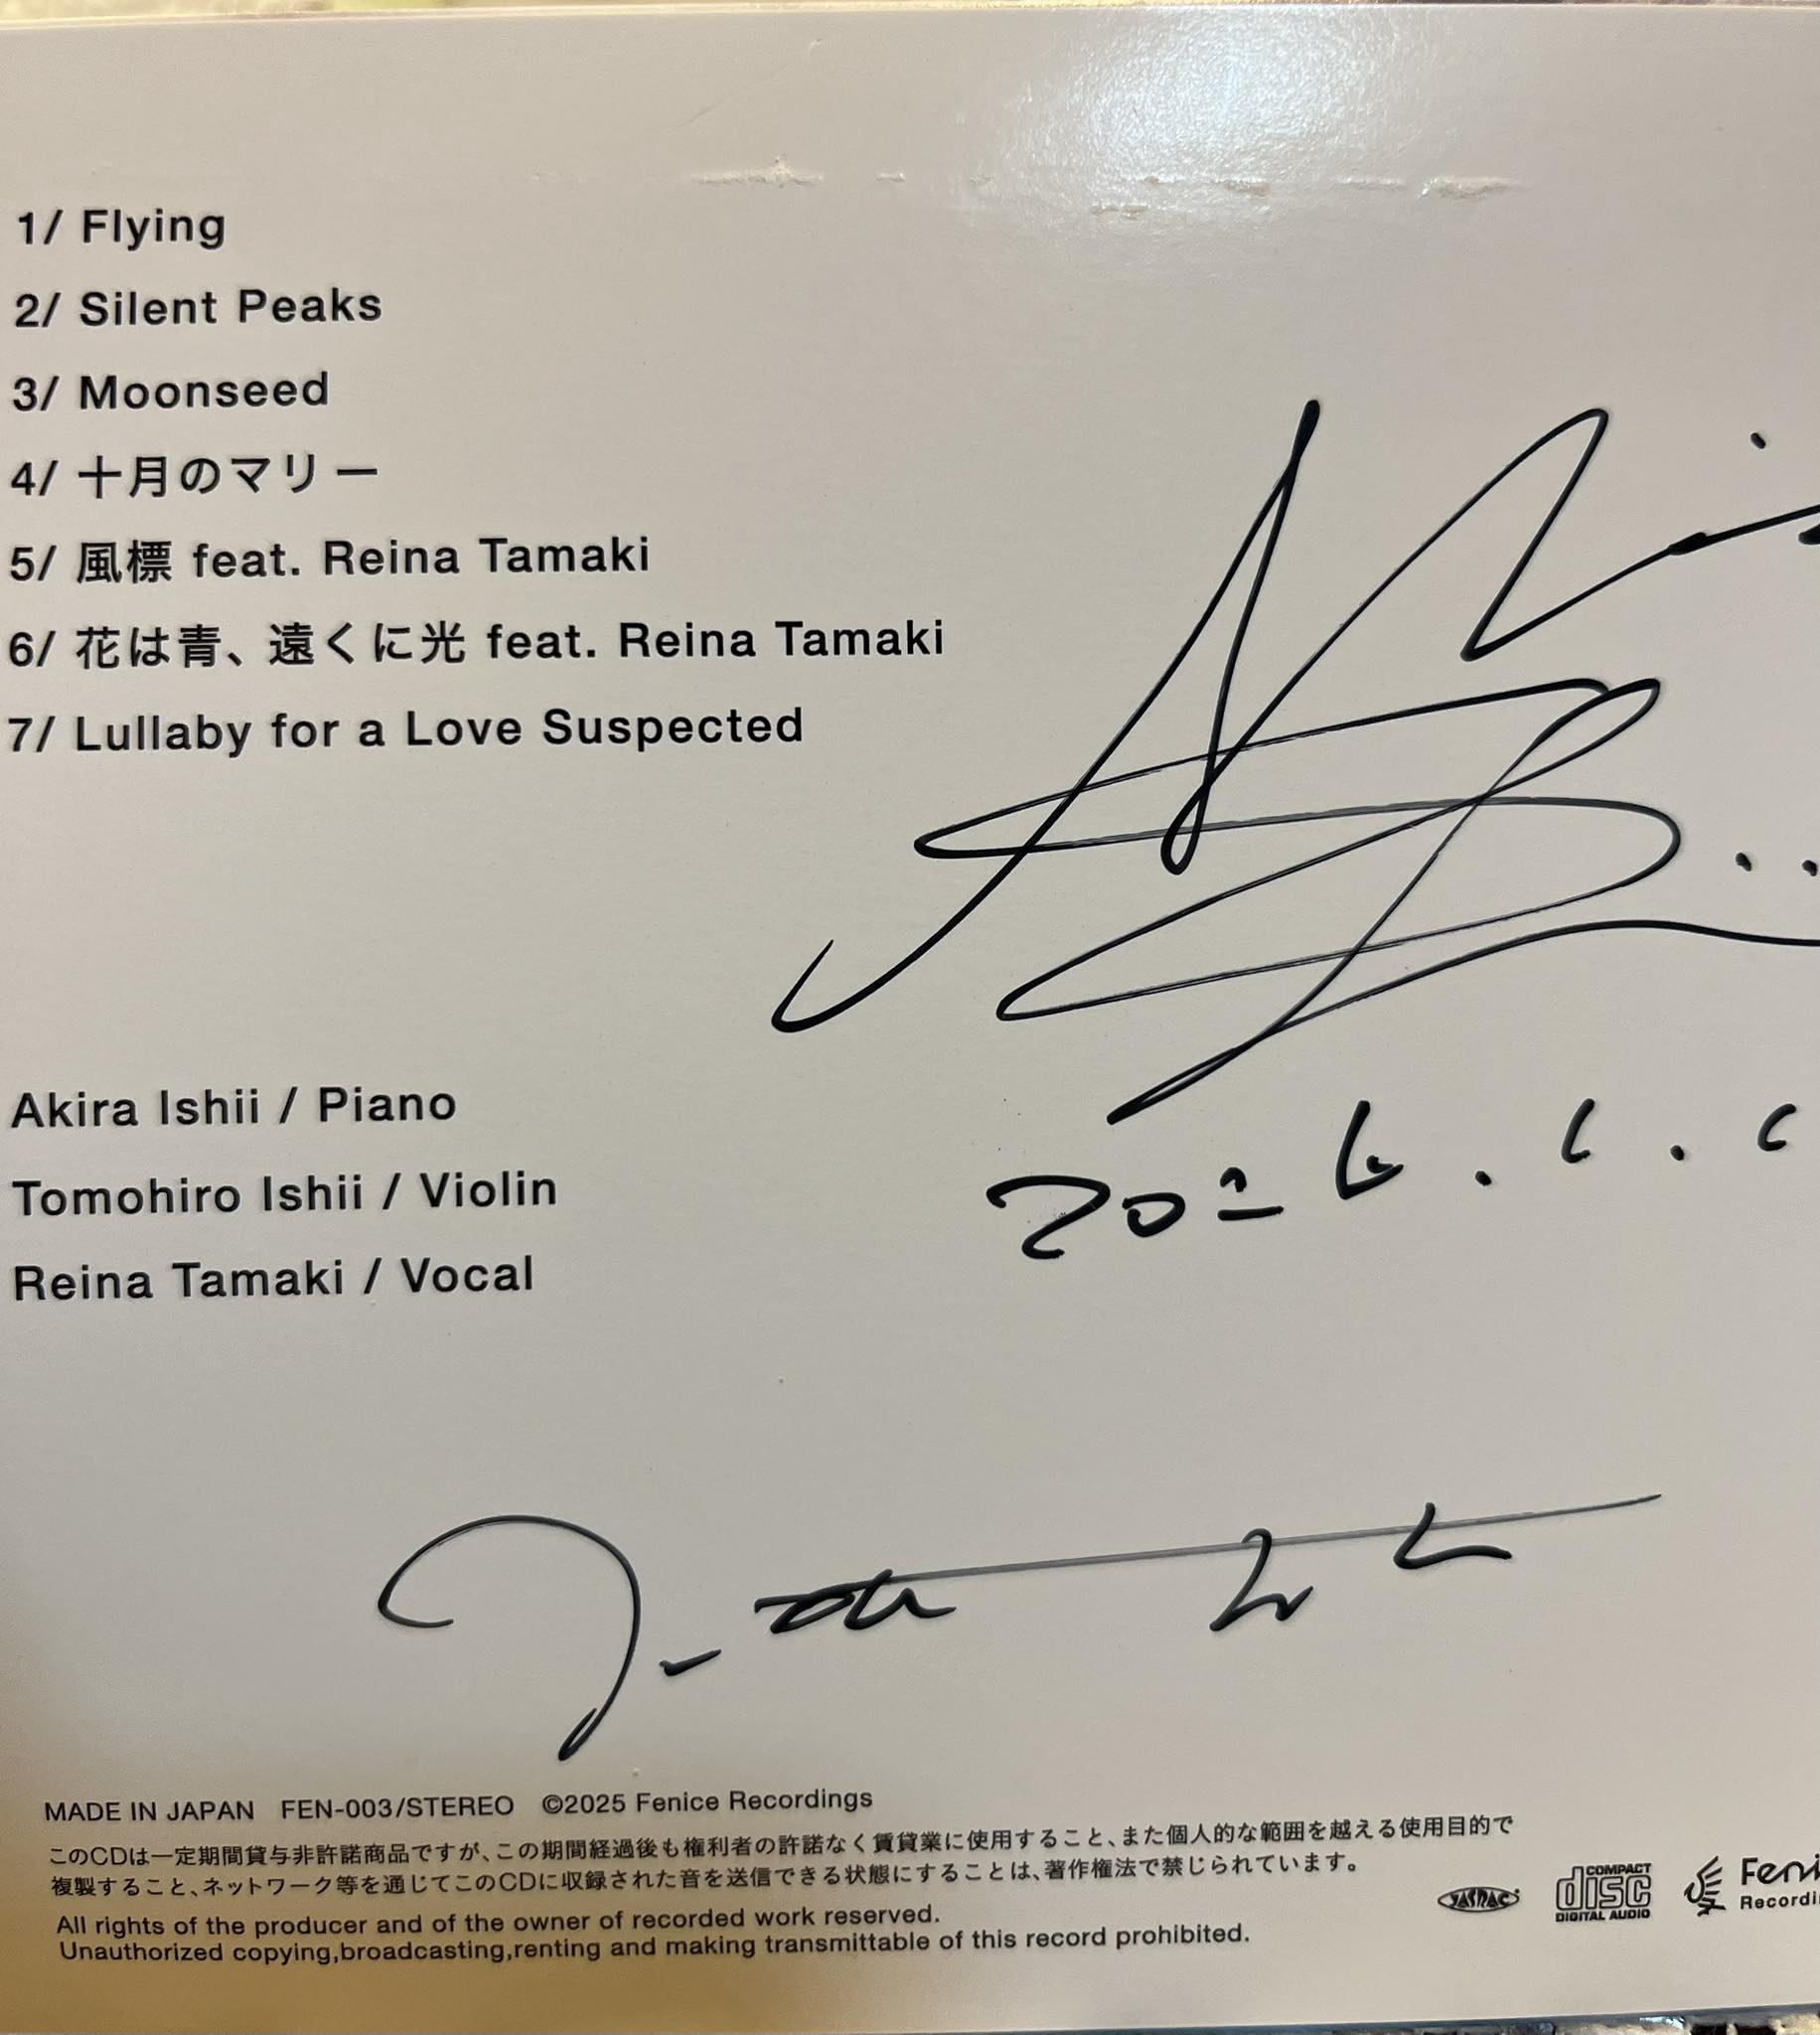 1/ Flying
2/ Silent Peaks
3/ Moonseed
4/ 十月のマリー
5/ 風標 feat. Reina Tamaki
6/ 花は青、遠くに光 feat. Reina Tamaki
7/ Lullaby for a Love Suspected
Akira Ishii / Piano
Tomohiro Ishii / Violin
Reina Tamaki / Vocal
2026.
MADE IN JAPAN FEN-003/STEREO ©2025 Fenice Recordings
このCDは一定期間貸与非許諾商品ですが、この期間経過後も権利者の許諾なく賃貸業に使用すること、また個人的な範囲を越える使用目的で
複製すること、ネットワーク等を通じてこのCDに収録された音を送信できる状態にすることは、著作権法で禁じられています。
All rights of the producer and of the owner of recorded work reserved.
Unauthorized copying,broadcasting,renting and making transmittable of this record prohibited.
JASRAC
COMPACT
disc
DIGITAL AUDIO